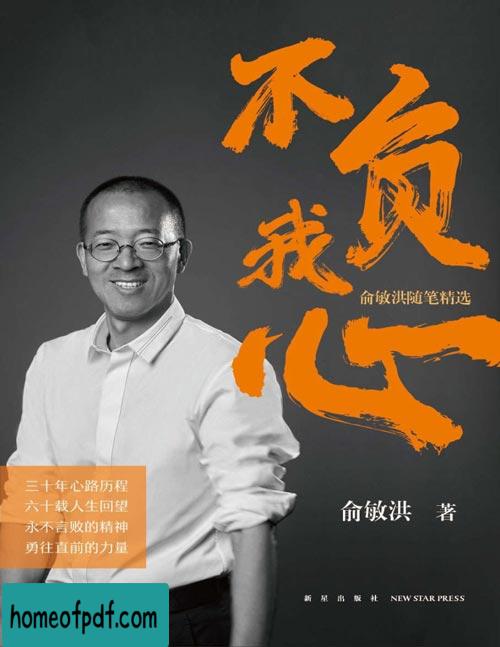 不负
我心
俞敏洪随笔精选
三十年心路历程
六十载人生回望
永不言败的精神
勇往直前的力量
俞敏洪 著
新星出版社 NEW STAR PRESS
homeofpdf.com